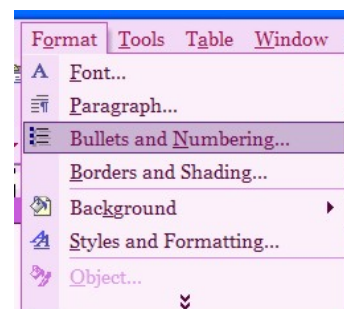 Format Tools Table Window
Font...
Paragraph...
Bullets and Numbering...
Borders and Shading...
Background
Styles and Formatting...
Object...